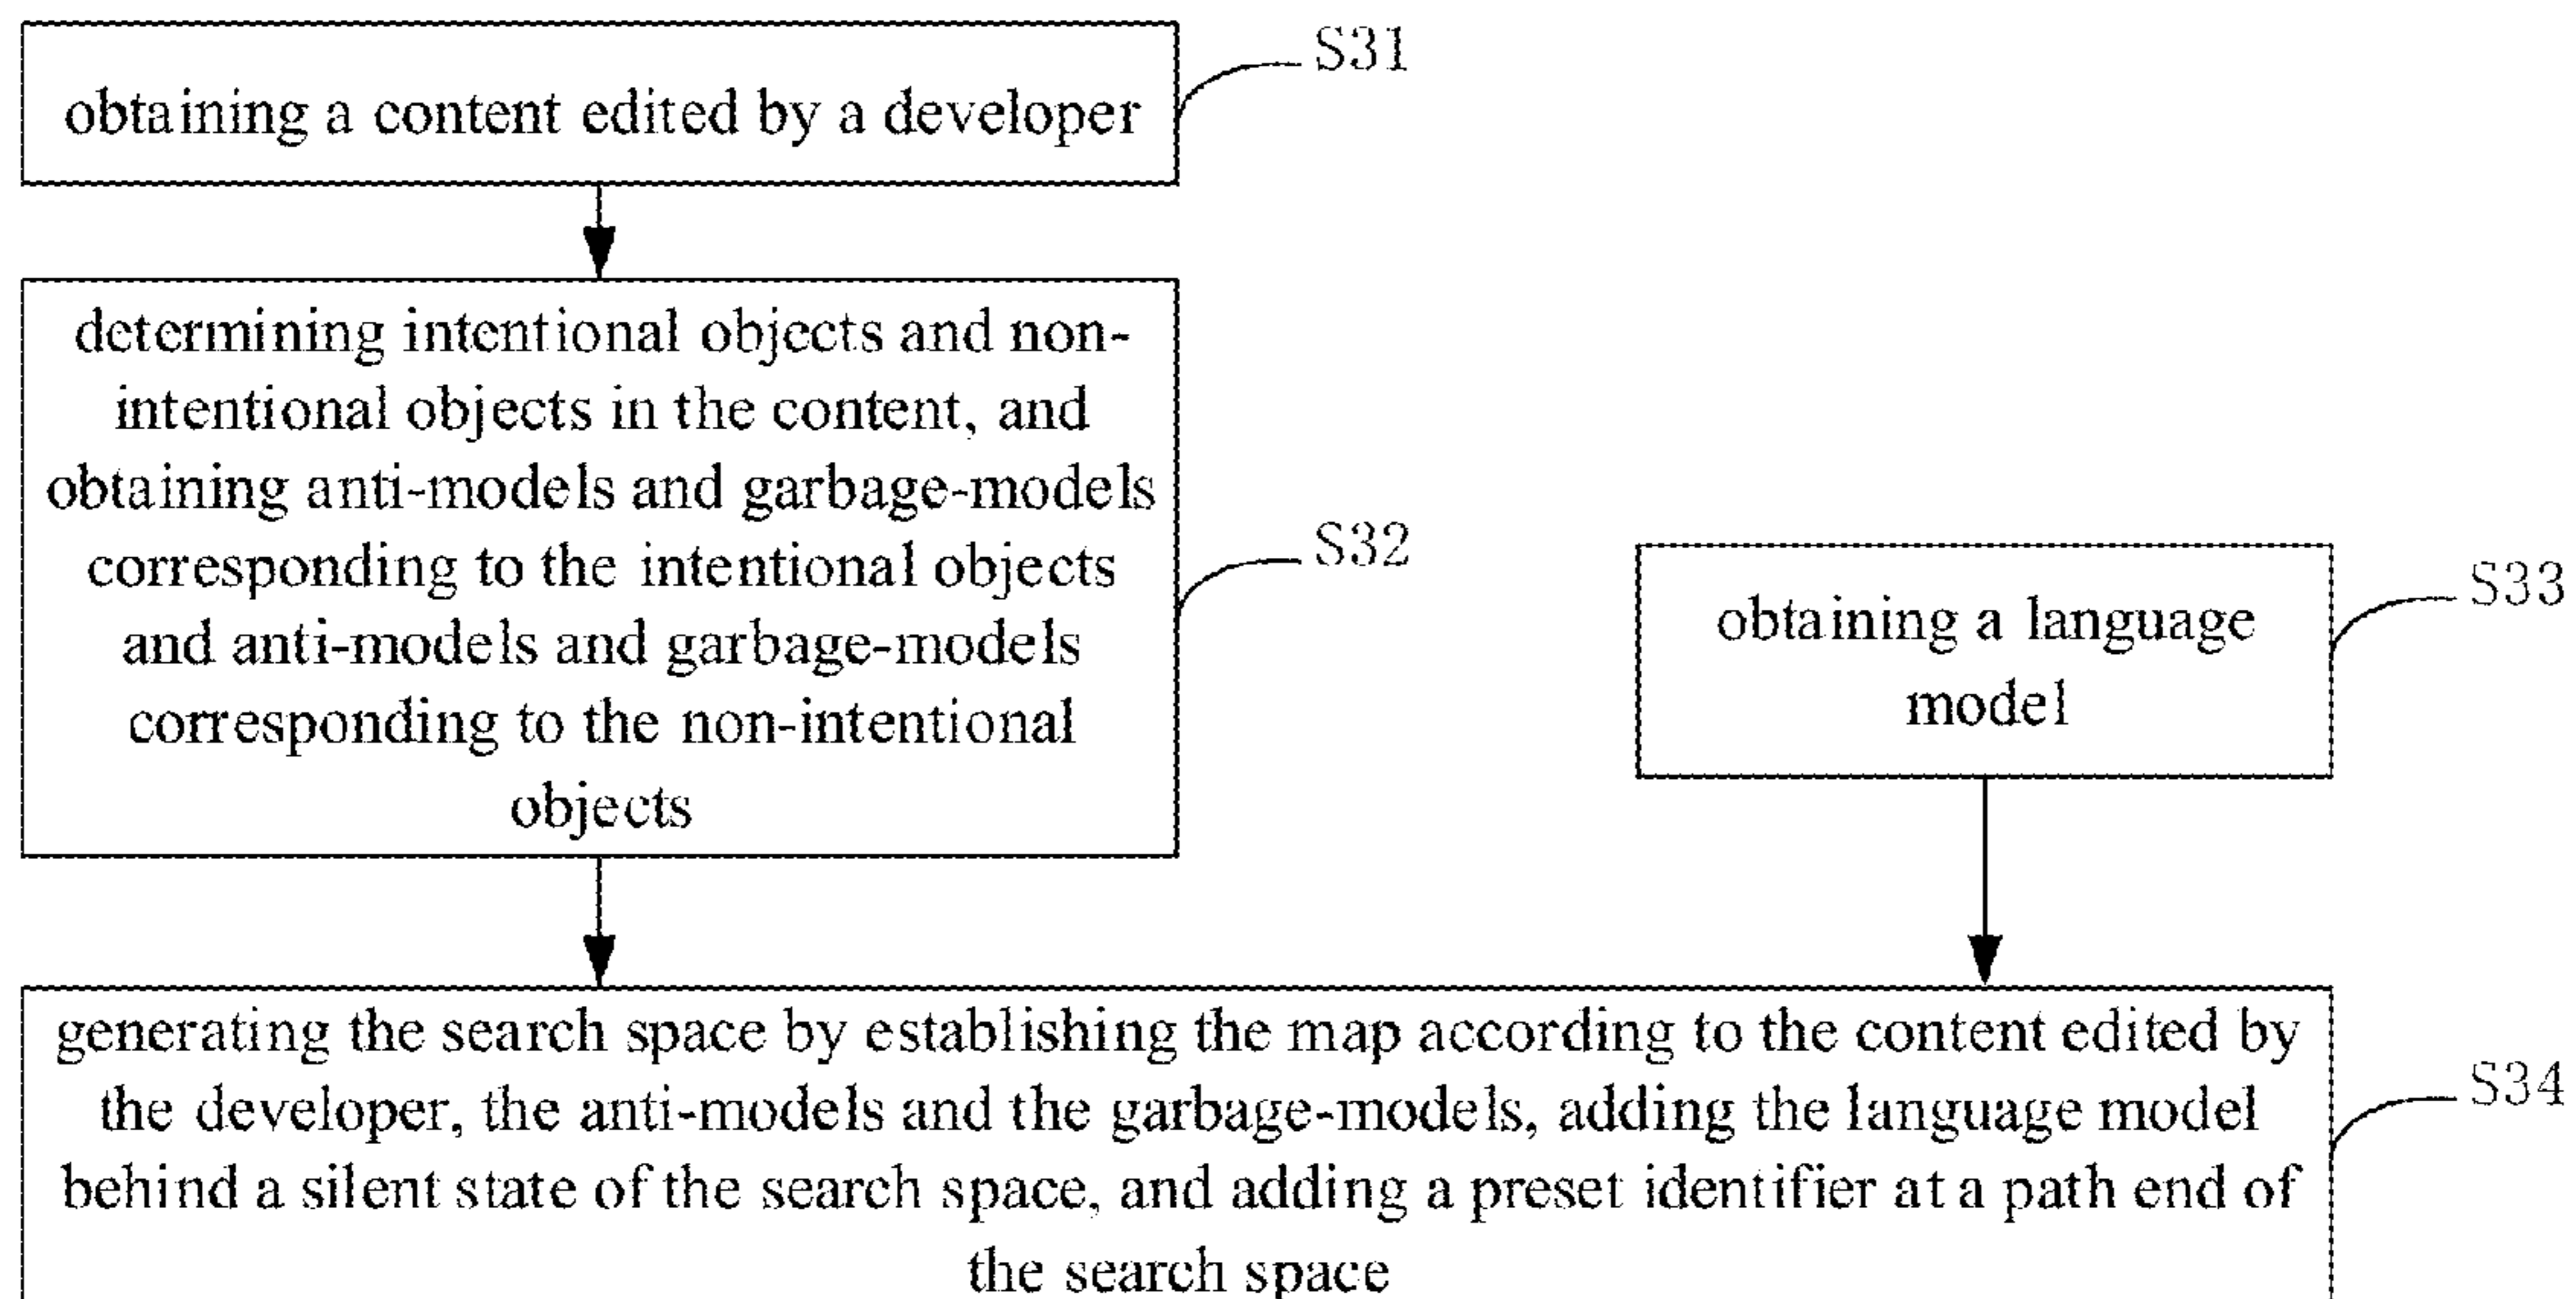 obtaining a content edited by a developer
S31
determining intentional objects and non-
intentional objects in the content, and
obtaining anti-models and garbage-models
corresponding to the intentional objects
and anti-models and garbage-models
corresponding to the non-intentional
objects
S32
obtaining a language
model
S33
generating the search space by establishing the map according to the content edited by
the developer, the anti-models and the garbage-models, adding the language model
behind a silent state of the search space, and adding a preset identifier at a path end of
the search space
S34